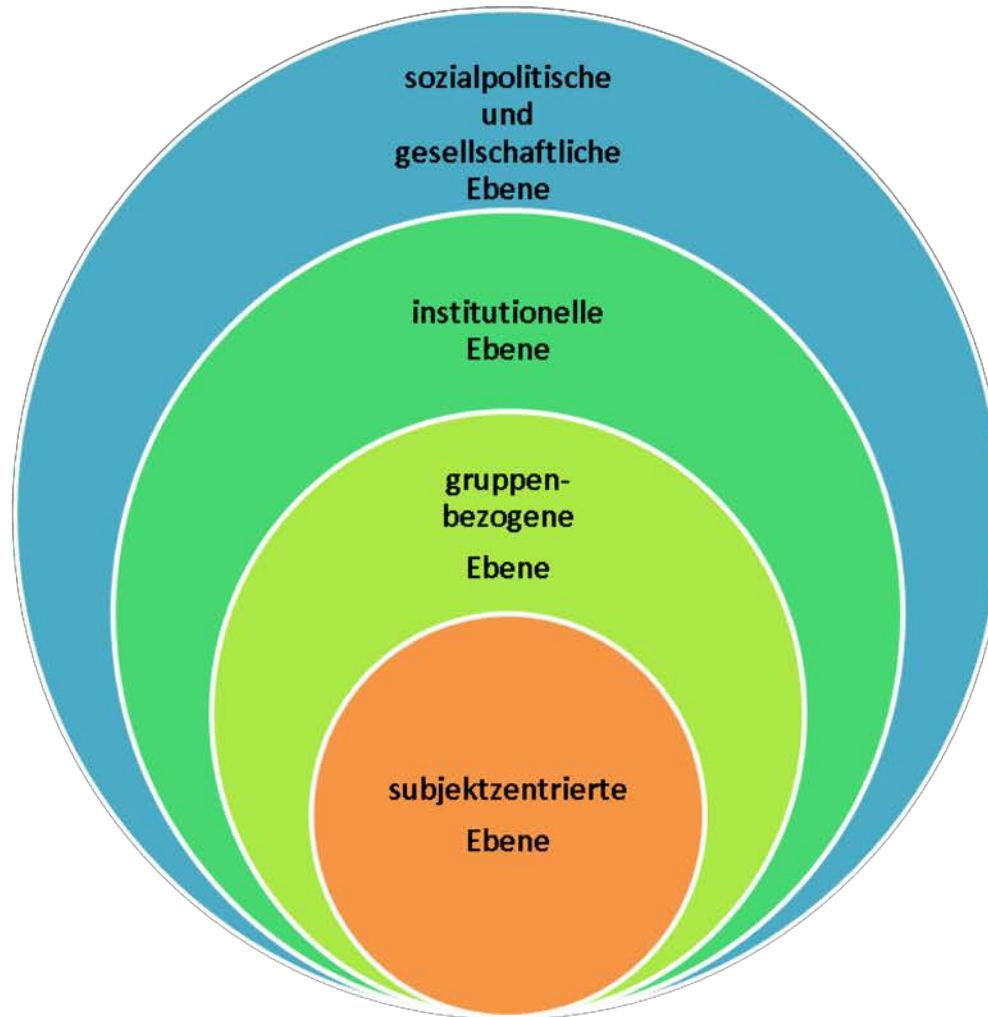 sozialpolitische
und
gesellschaftliche
Ebene
institutionelle
Ebene
gruppen-
bezogene
Ebene
subjektzentrierte
Ebene